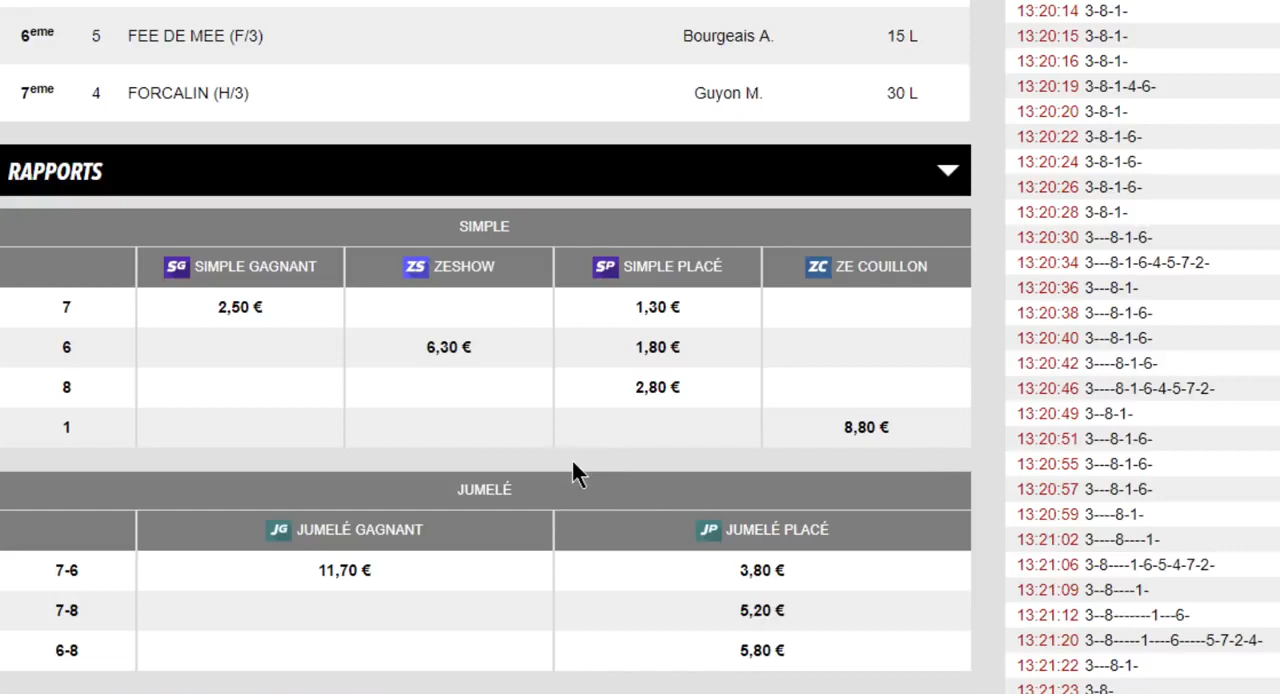 6eme 5 FEE DE MEE (F/3) Bourgeais A. 15 L
7eme 4 FORCALIN (H/3) Guyon M. 30 L
RAPPORTS
SIMPLE
SG SIMPLE GAGNANT ZS ZESHOW SP SIMPLE PLACÉ ZC ZE COUILLON
7 2,50 € 1,30 €
6 6,30 € 1,80 €
8 2,80 €
1 8,80 €
JUMELÉ
JG JUMELÉ GAGNANT JP JUMELÉ PLACÉ
7-6 11,70 € 3,80 €
7-8 5,20 €
6-8 5,80 €
13:20:14 3-8-1-
13:20:15 3-8-1-
13:20:16 3-8-1-
13:20:19 3-8-1-4-6-
13:20:20 3-8-1-
13:20:22 3-8-1-6-
13:20:24 3-8-1-6-
13:20:26 3-8-1-6-
13:20:28 3-8-1-
13:20:30 3---8-1-6-
13:20:34 3---8-1-6-4-5-7-2-
13:20:36 3---8-1-
13:20:38 3---8-1-6-
13:20:40 3---8-1-6-
13:20:42 3----8-1-6-
13:20:46 3----8-1-6-4-5-7-2-
13:20:49 3--8-1-
13:20:51 3---8-1-6-
13:20:55 3---8-1-6-
13:20:57 3---8-1-6-
13:20:59 3----8-1-
13:21:02 3----8----1-
13:21:06 3-8----1-6-5-4-7-2-
13:21:09 3--8----1-
13:21:12 3--8-------1---6-
13:21:20 3--8-----1----6-----5-7-2-4-
13:21:22 3---8-1-
13:21:23 3-8-